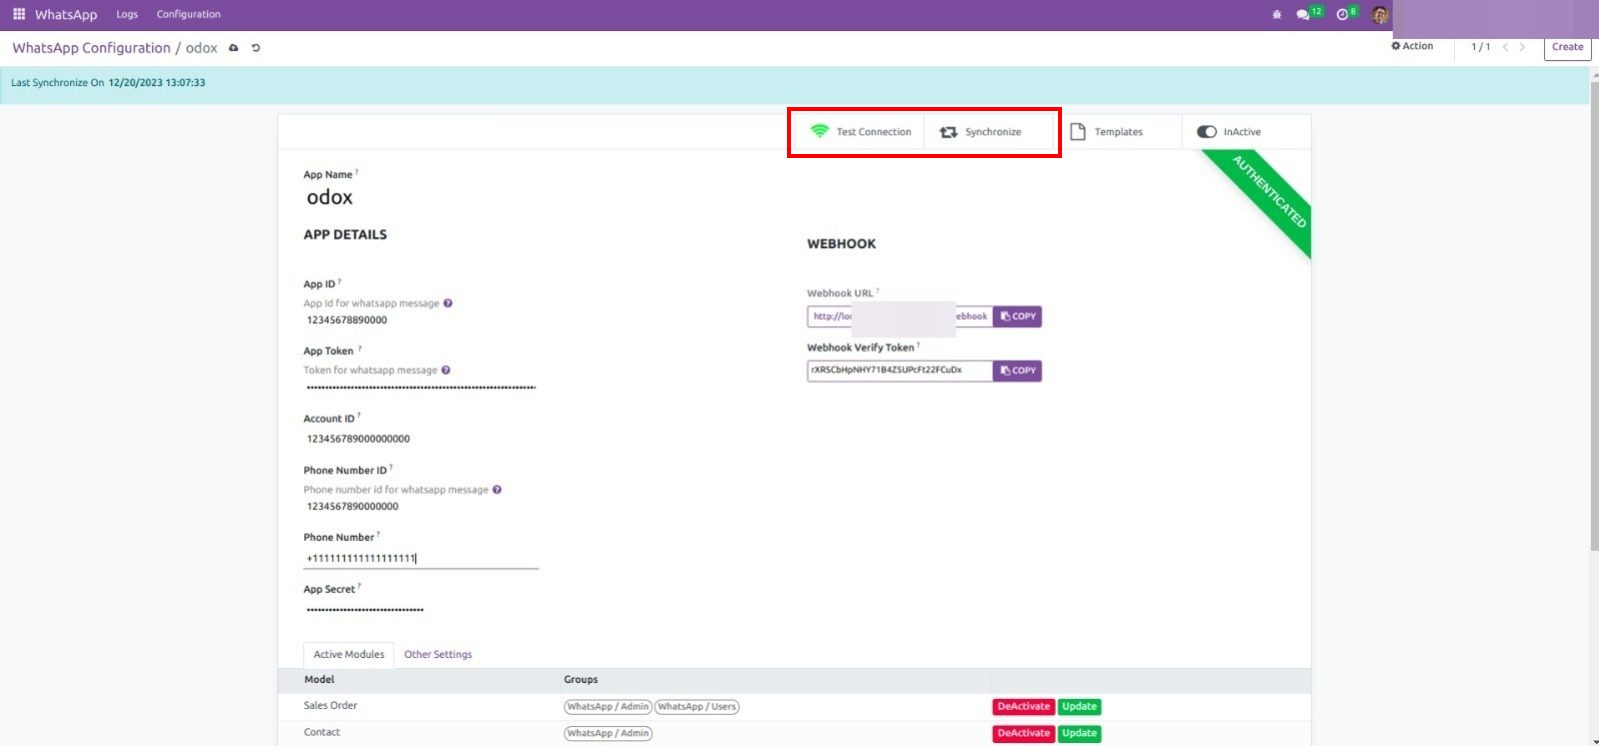 WhatsApp Logs Configuration 12 8
WhatsApp Configuration / odox Action 1 / 1 Create
Last Synchronize On 12/20/2023 13:07:33
Test Connection Synchronize Templates InActive
AUTHENTICATED
App Name ?
odox
APP DETAILS
App ID ?
App Id for whatsapp message ?
12345678890000
App Token ?
Token for whatsapp message ?
Account ID ?
123456789000000000
Phone Number ID ?
Phone number id for whatsapp message ?
1234567890000000
Phone Number ?
App Secret ?
WEBHOOK
Webhook URL ?
http://loc ebhook COPY
Webhook Verify Token ?
COPY
Active Modules Other Settings
Model Groups
Sales Order WhatsApp / Admin WhatsApp / Users DeActivate Update
Contact WhatsApp / Admin DeActivate Update